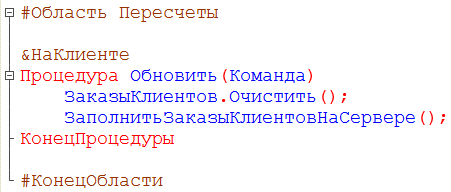 #Область Пересчеты
&НаКлиенте
Процедура Обновить(Команда)
ЗаказыКлиентов.Очистить();
ЗаполнитьЗаказыКлиентовНаСервере();
КонецПроцедуры
#КонецОбласти